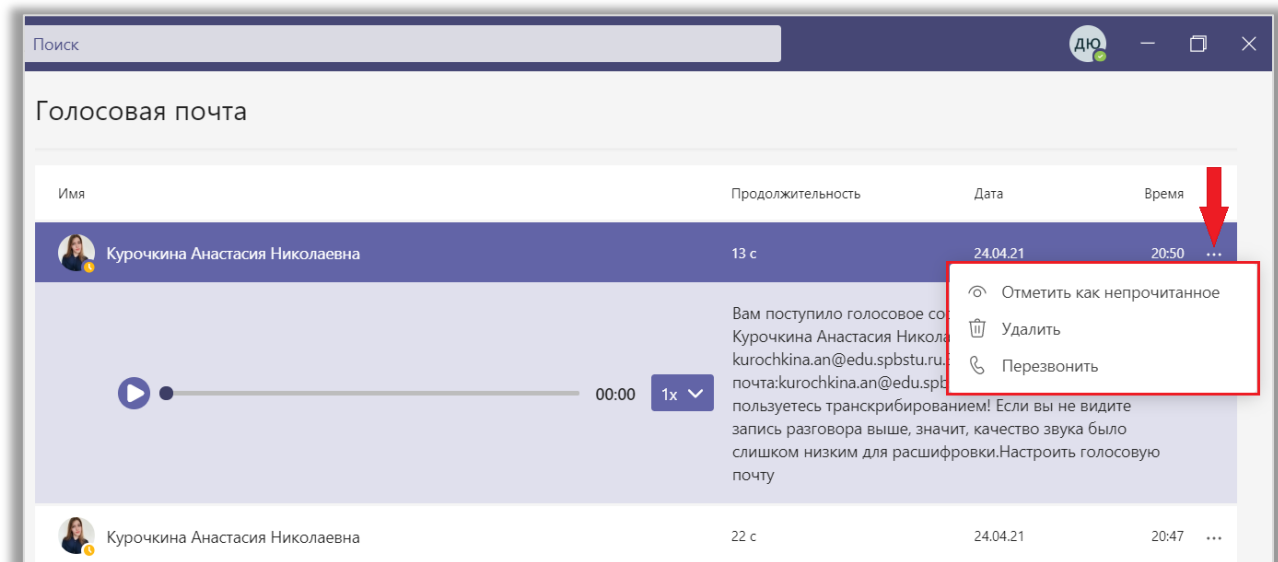 Поиск
ДЮ
Голосовая почта
Имя
Продолжительность
Дата
Время
Курочкина Анастасия Николаевна
13 с
24.04.21
20:50
Отметить как непрочитанное
Удалить
Перезвонить
00:00
1x
Вам поступило голосовое
Курочкина Анастасия
kurochkina.an@edu.spbstu.ru.
почта:kurochkina.an@edu.spb
пользуетесь транскрибированием! Если вы не видите
запись разговора выше, значит, качество звука было
слишком низким для расшифровки.Настроить голосовую
почту
Курочкина Анастасия Николаевна
22 с
24.04.21
20:47